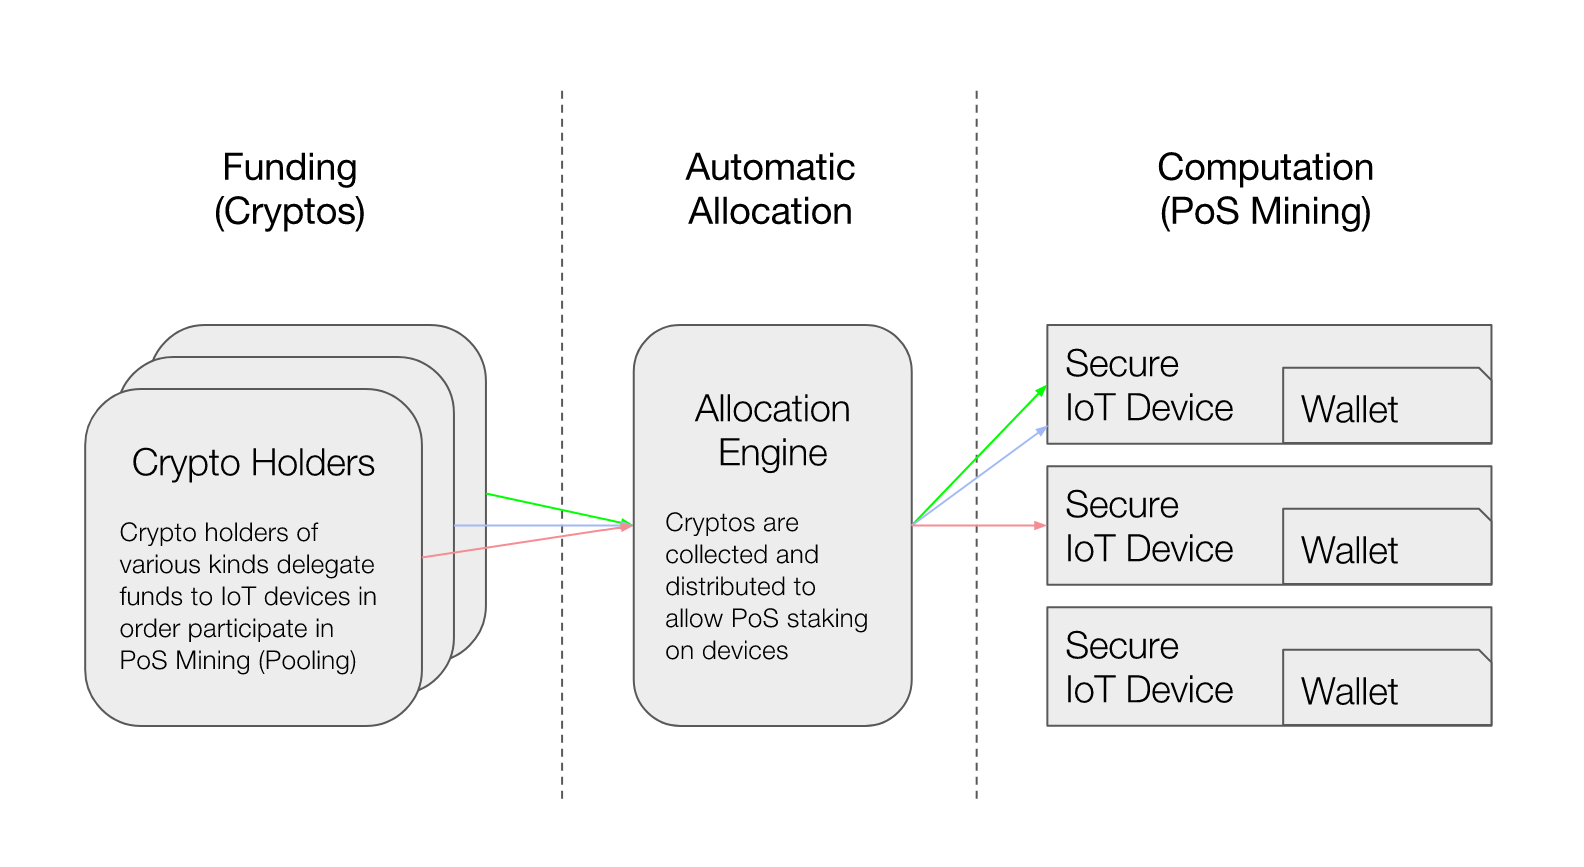 Funding
(Cryptos)
Automatic
Allocation
Computation
(PoS Mining)
Crypto Holders
Crypto holders of
various kinds delegate
funds to IoT devices in
order participate in
PoS Mining (Pooling)
Allocation
Engine
Cryptos are
collected and
distributed to
allow PoS staking
on devices
Secure
IoT Device
Wallet
Secure
IoT Device
Wallet
Secure
IoT Device
Wallet